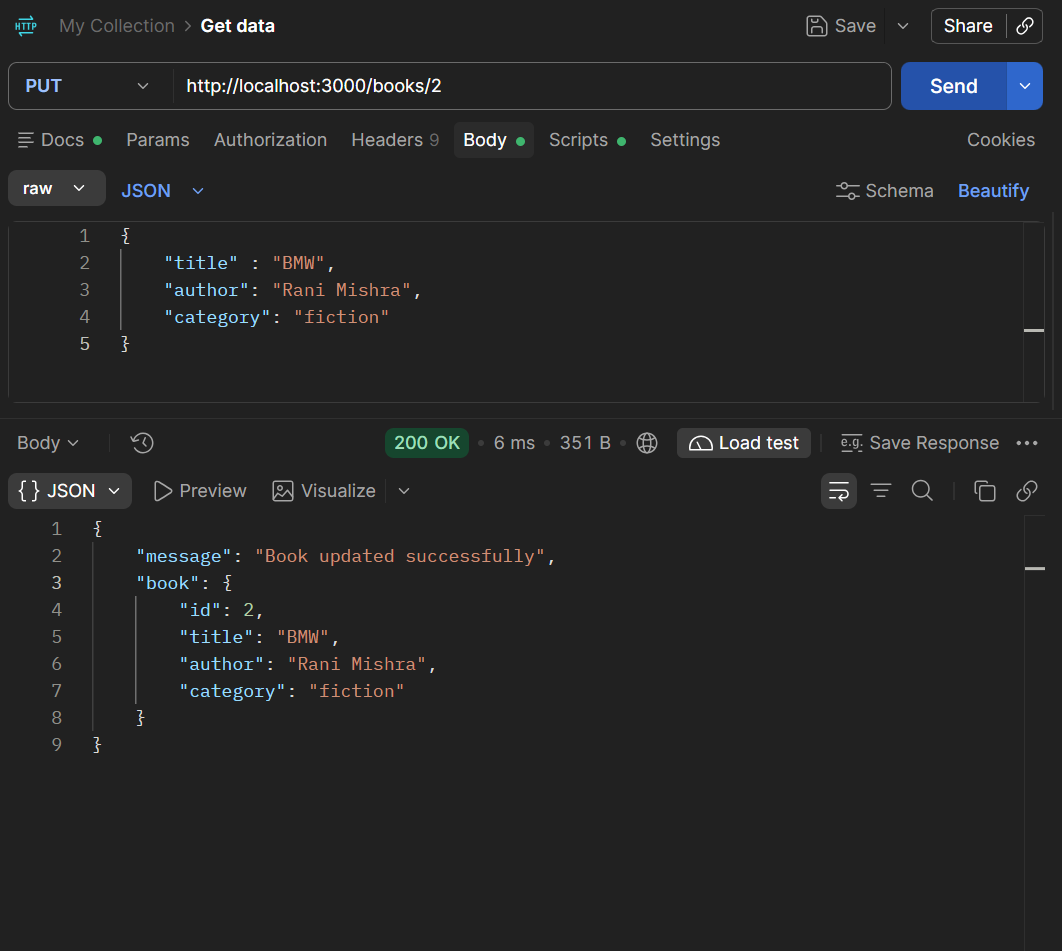 HTTP My Collection > Get data Save Share
PUT http://localhost:3000/books/2 Send
Docs Params Authorization Headers 9 Body Scripts Settings Cookies
raw JSON Schema Beautify
1 {
2 "title" : "BMW",
3 "author": "Rani Mishra",
4 "category": "fiction"
5 }
Body 200 OK • 6 ms • 351 B • Load test e.g. Save Response
{} JSON Preview Visualize
1 {
2 "message": "Book updated successfully",
3 "book": {
4 "id": 2,
5 "title": "BMW",
6 "author": "Rani Mishra",
7 "category": "fiction"
8 }
9 }